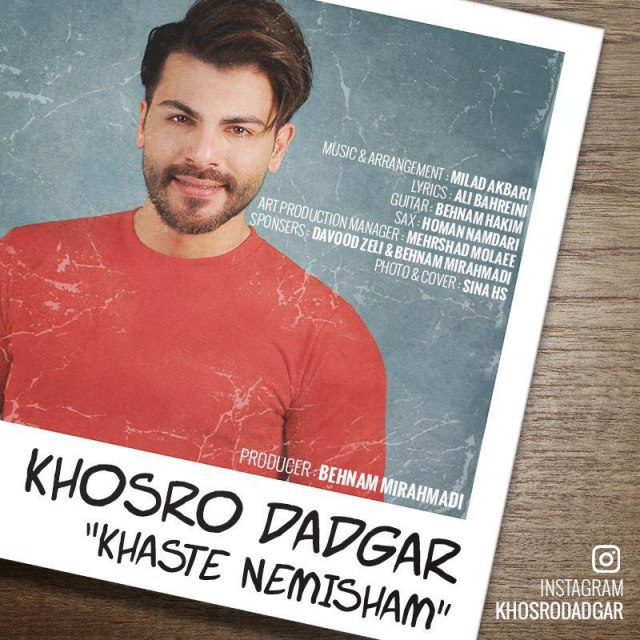 MUSIC & ARRANGEMENT : MILAD AKBARI
LYRICS : ALI BAHREINI
GUITAR : BEHNAM HAKIM
SAX : HOMAN NAMDARI
ART PRODUCTION MANAGER : MEHRSHAD MOLAEE
SPONSERS : DAVOOD ZELI & BEHNAM MIRAHMADI
PHOTO & COVER : SINA HS
PRODUCER : BEHNAM MIRAHMADI
KHOSRO DADGAR
"KHASTE NEMISHAM"
INSTAGRAM
KHOSRODADGAR